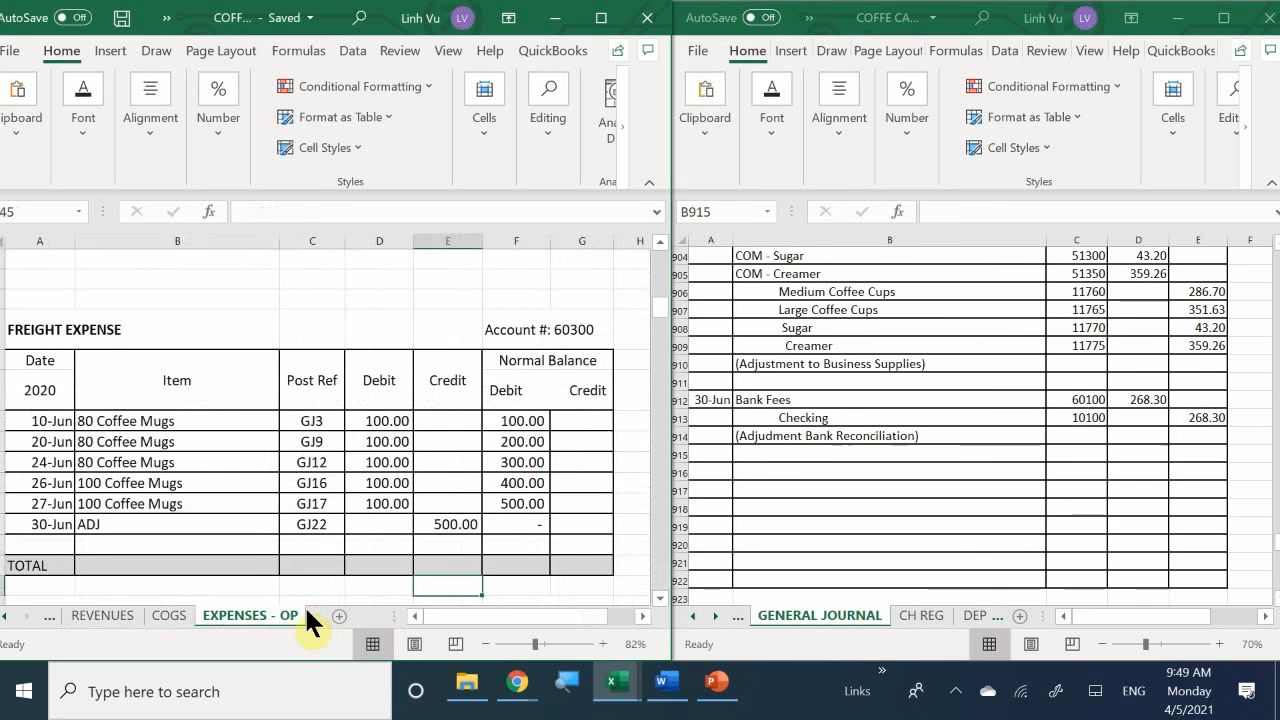 AutoSave Off » COFF... - Saved Linh Vu LV
File Home Insert Draw Page Layout Formulas Data Review View Help QuickBooks
Font Alignment Number Conditional Formatting Format as Table Cell Styles Cells Editing
Styles
45 fx
A B C D E F G H
FREIGHT EXPENSE Account #: 60300
Date Item Post Ref Debit Credit Normal Balance
2020 Debit Credit
10-Jun 80 Coffee Mugs GJ3 100.00 100.00
20-Jun 80 Coffee Mugs GJ9 100.00 200.00
24-Jun 80 Coffee Mugs GJ12 100.00 300.00
26-Jun 100 Coffee Mugs GJ16 100.00 400.00
27-Jun 100 Coffee Mugs GJ17 100.00 500.00
30-Jun ADJ GJ22 500.00 -
TOTAL
... REVENUES COGS EXPENSES - OP
Ready 82%
AutoSave Off » COFFE CA... Linh Vu LV
File Home Insert Draw Page Layout Formulas Data Review View Help QuickBooks
Clipboard Font Alignment Number Conditional Formatting Format as Table Cell Styles Cells
Styles
B915 fx
A B C D E F
904 COM - Sugar 51300 43.20
905 COM - Creamer 51350 359.26
906 Medium Coffee Cups 11760 286.70
907 Large Coffee Cups 11765 351.63
908 Sugar 11770 43.20
909 Creamer 11775 359.26
910 (Adjustment to Business Supplies)
911
912 30-Jun Bank Fees 60100 268.30
913 Checking 10100 268.30
914 (Adjudment Bank Reconciliation)
915
916
917
918
919
920
921
922
923
... GENERAL JOURNAL CH REG DEP ...
Ready 70%
Type here to search Links » ENG 9:49 AM
Monday
4/5/2021